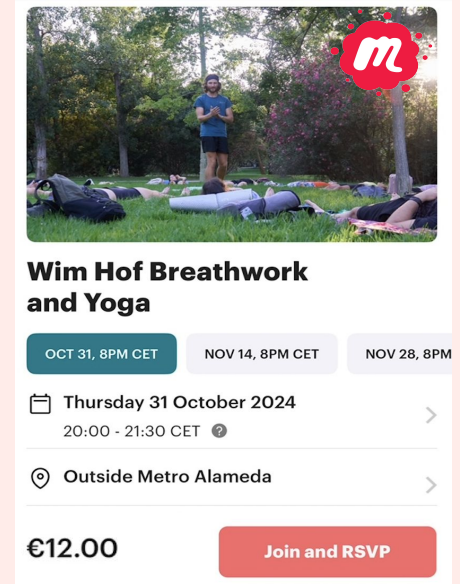 m
Wim Hof Breathwork
and Yoga
OCT 31, 8PM CET
NOV 14, 8PM CET
NOV 28, 8PM
Thursday 31 October 2024
20:00 - 21:30 CET ?
Outside Metro Alameda
€12.00
Join and RSVP